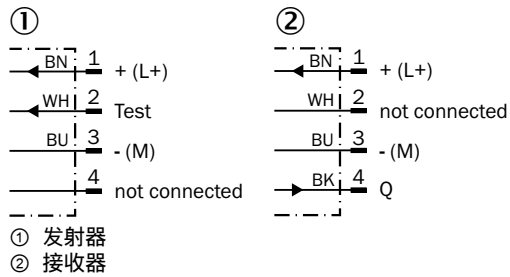 ①
BN 1 + (L+)
WH 2 Test
BU 3 - (M)
4 not connected
②
BN 1 + (L+)
WH 2 not connected
BU 3 - (M)
BK 4 Q
① 发射器
② 接收器